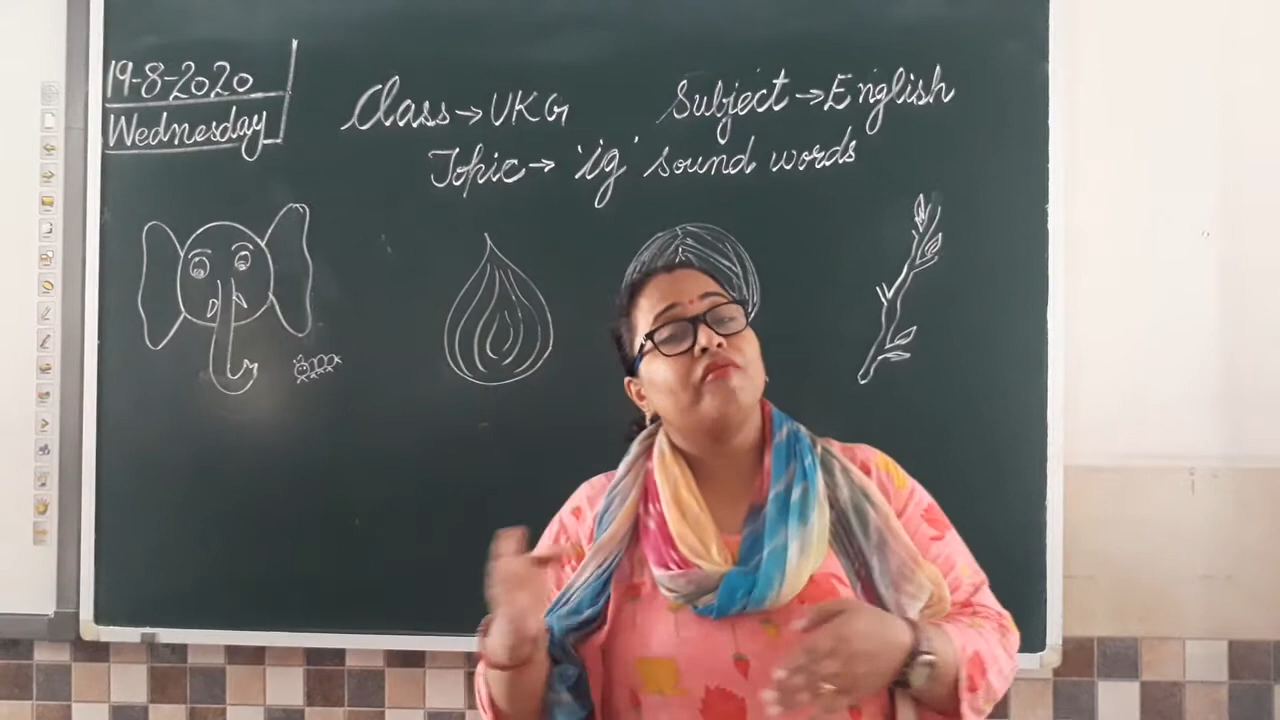 19-8-2020
Wednesday
Class→UKG
Subject→English
Topic→'ig' sound words